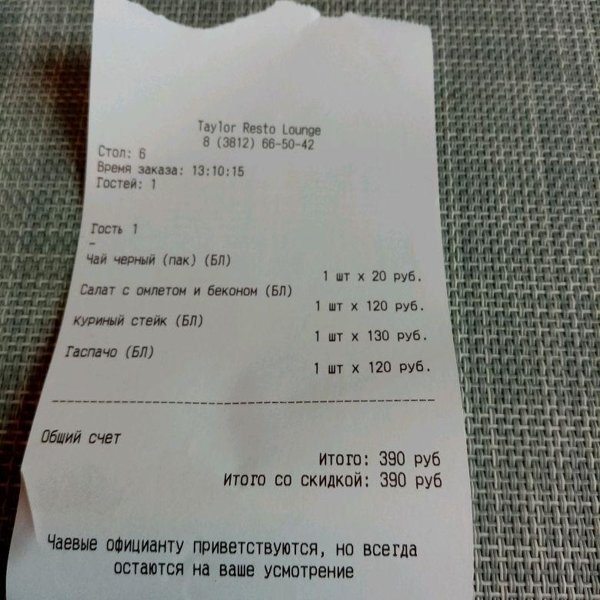 Taylor Resto Lounge
8 (3812) 66-50-42
Стол: 6
Время заказа: 13:10:15
Гостей: 1
Гость 1
–
Чай черный (пак) (БЛ)
1 шт x 20 руб.
Салат с омлетом и беконом (БЛ)
1 шт x 120 руб.
куриный стейк (БЛ)
1 шт x 130 руб.
Гаспачо (БЛ)
1 шт x 120 руб.
Общий счет
Итого: 390 руб
Итого со скидкой: 390 руб
Чаевые официанту приветствуются, но всегда
остаются на ваше усмотрение